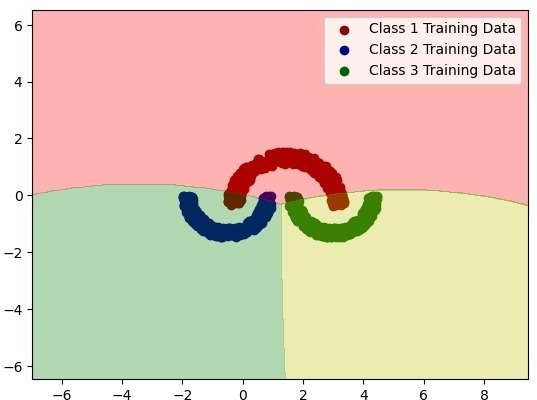 Class 1 Training Data
Class 2 Training Data
Class 3 Training Data
6
4
2
0
−2
−4
−6
−6 −4 −2 0 2 4 6 8